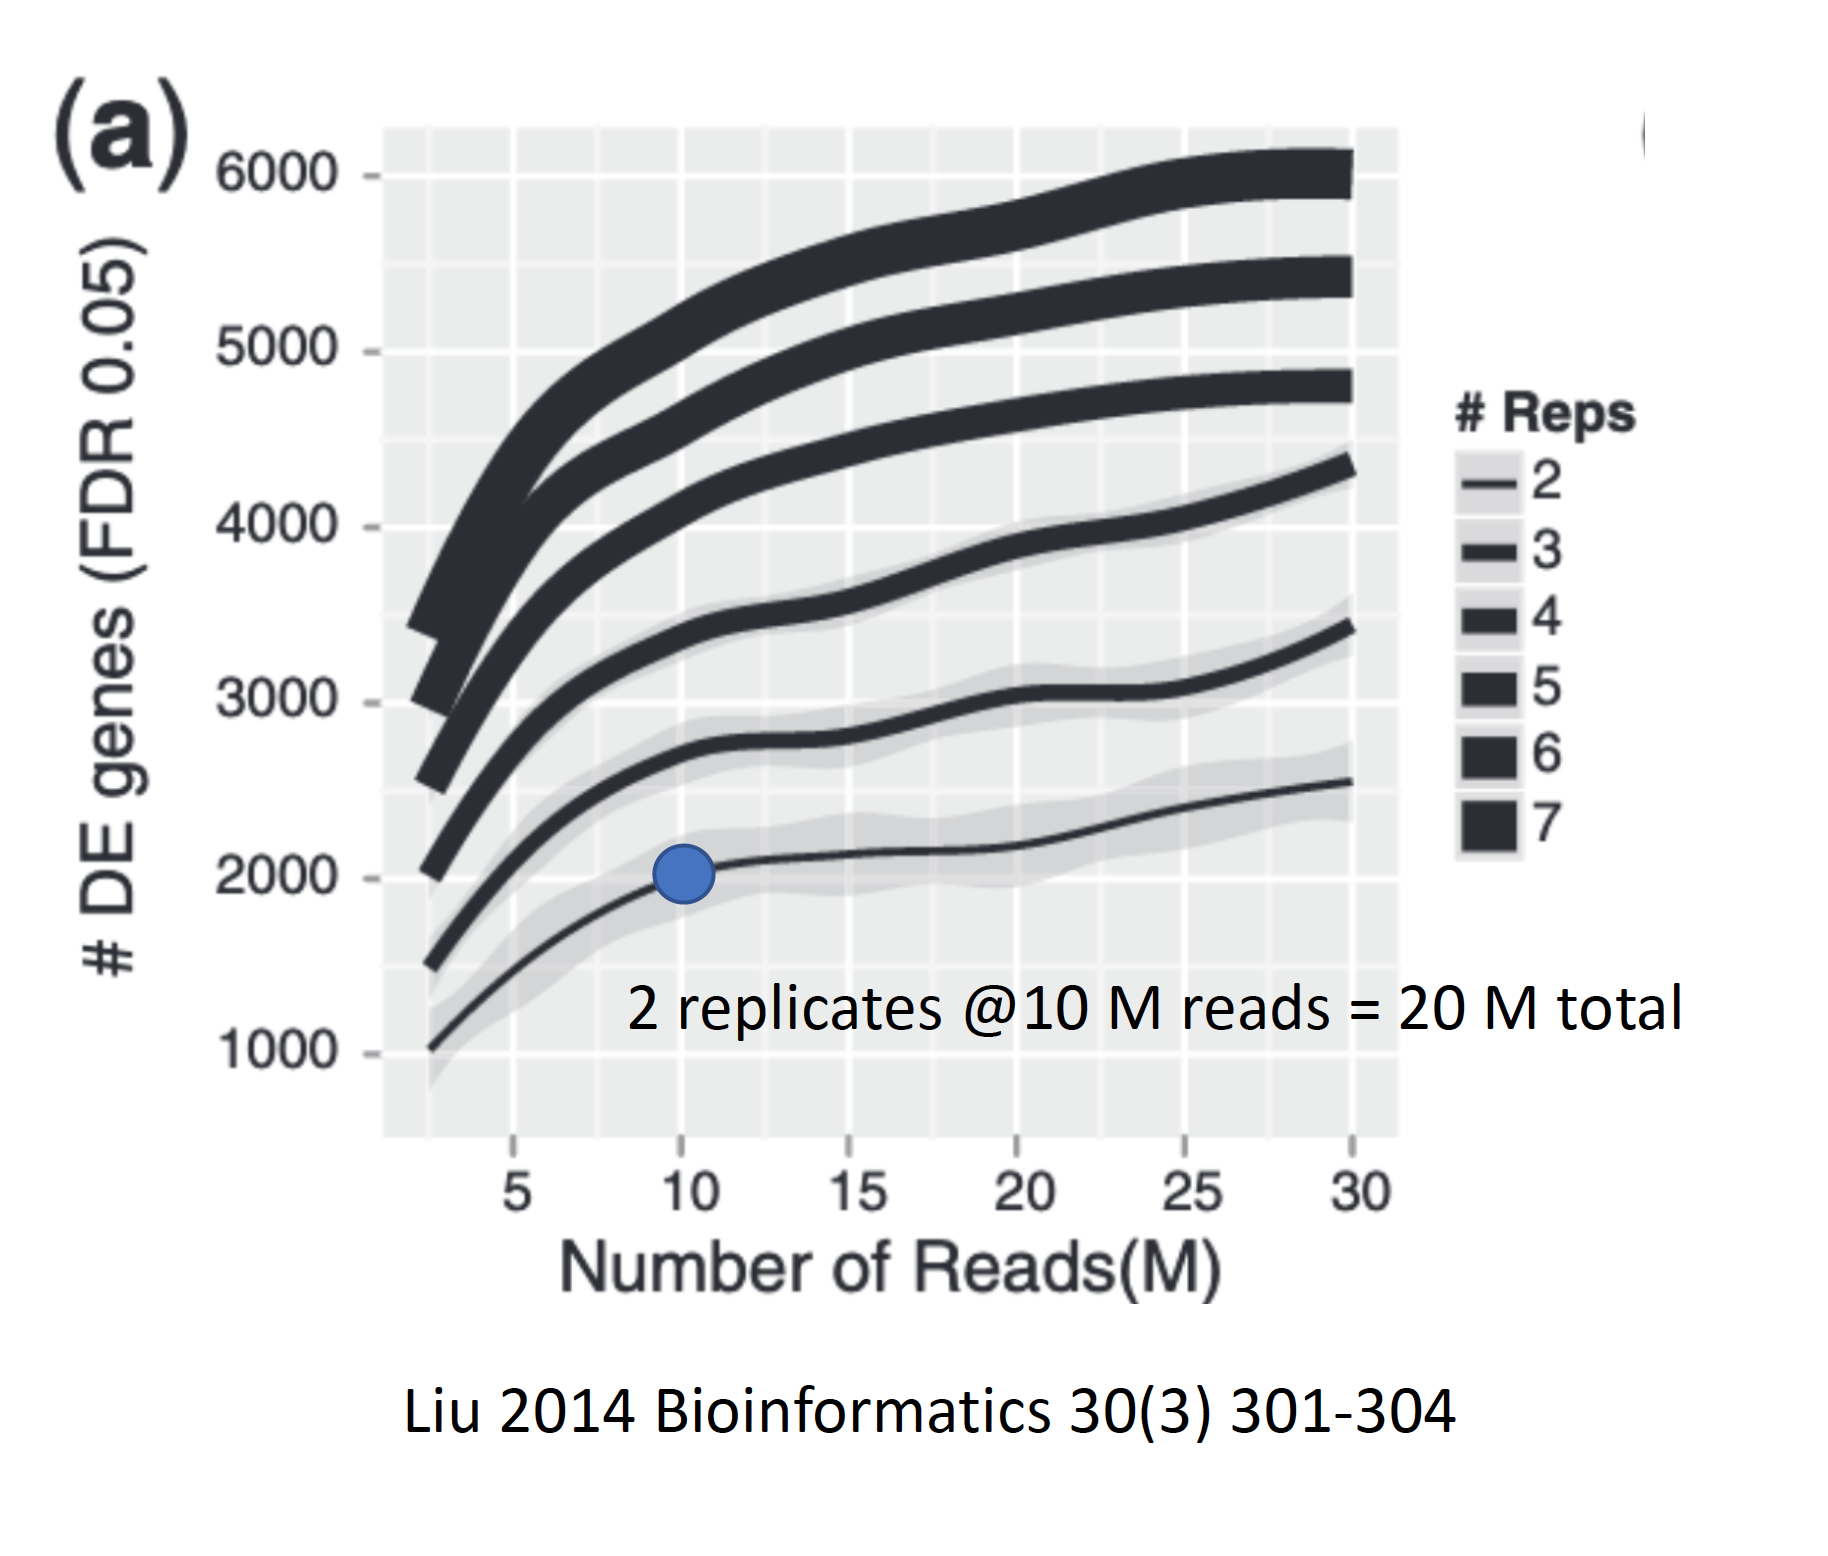 (a)
6000
5000
4000
3000
2000
1000
# DE genes (FDR 0.05)
# Reps
2
3
4
5
6
7
2 replicates @10 M reads = 20 M total
5 10 15 20 25 30
Number of Reads(M)
Liu 2014 Bioinformatics 30(3) 301-304